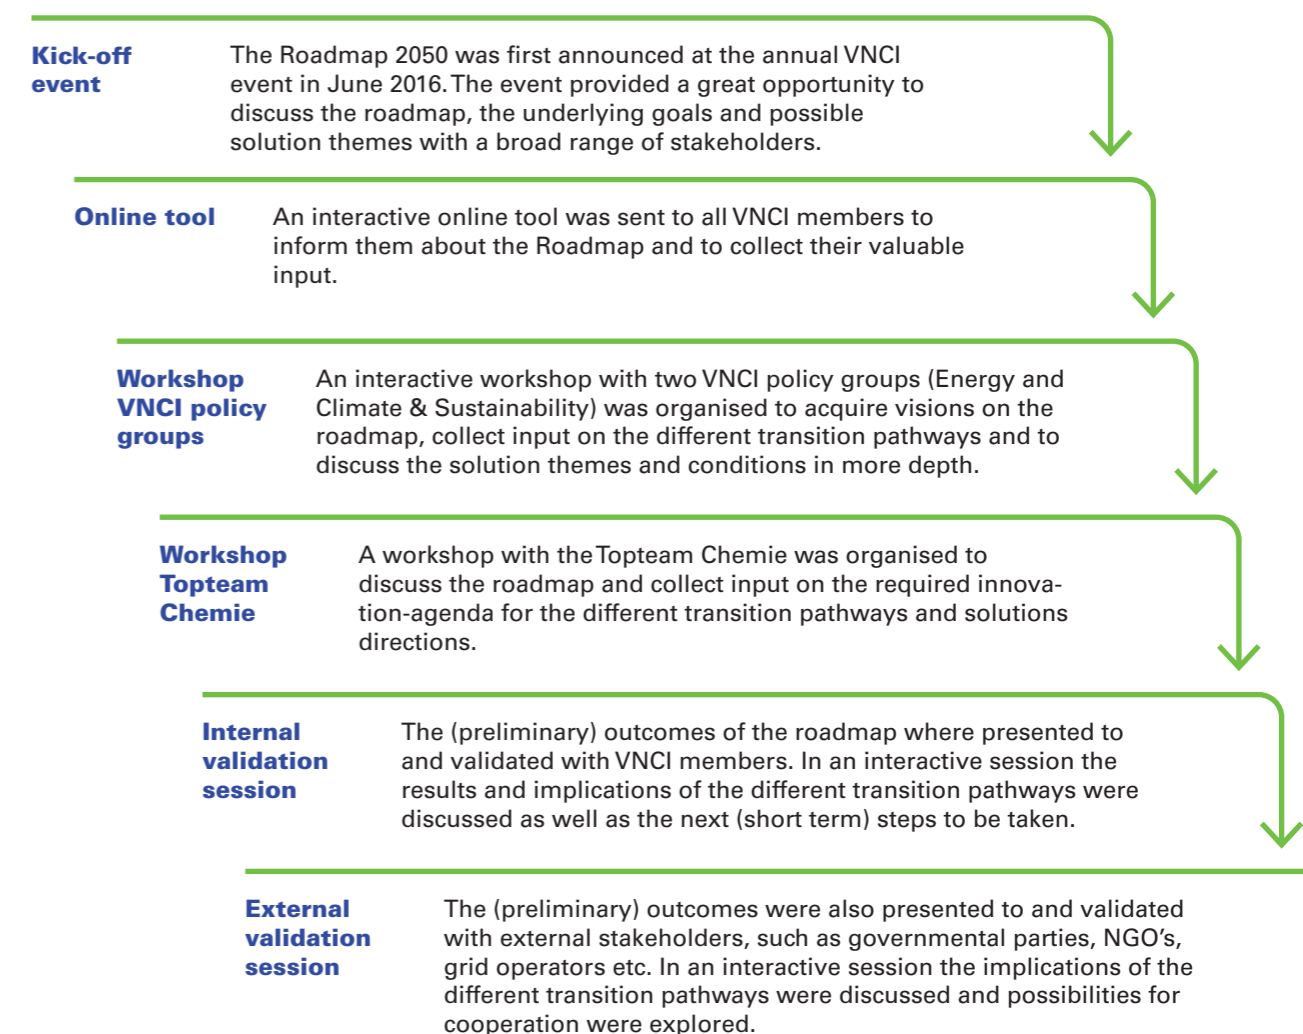 Kick-off
event
The Roadmap 2050 was first announced at the annual VNCI
event in June 2016. The event provided a great opportunity to
discuss the roadmap, the underlying goals and possible
solution themes with a broad range of stakeholders.
Online tool
An interactive online tool was sent to all VNCI members to
inform them about the Roadmap and to collect their valuable
input.
Workshop
VNCI policy
groups
An interactive workshop with two VNCI policy groups (Energy and
Climate & Sustainability) was organised to acquire visions on the
roadmap, collect input on the different transition pathways and to
discuss the solution themes and conditions in more depth.
Workshop
Topteam
Chemie
A workshop with the Topteam Chemie was organised to
discuss the roadmap and collect input on the required innova-
tion-agenda for the different transition pathways and solutions
directions.
Internal
validation
session
The (preliminary) outcomes of the roadmap where presented to
and validated with VNCI members. In an interactive session the
results and implications of the different transition pathways were
discussed as well as the next (short term) steps to be taken.
External
validation
session
The (preliminary) outcomes were also presented to and validated
with external stakeholders, such as governmental parties, NGO’s,
grid operators etc. In an interactive session the implications of the
different transition pathways were discussed and possibilities for
cooperation were explored.